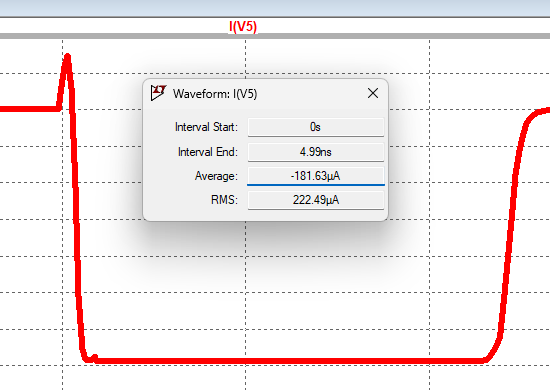 I(V5)
Waveform: I(V5)
Interval Start: 0s
Interval End: 4.99ns
Average: -181.63µA
RMS: 222.49µA